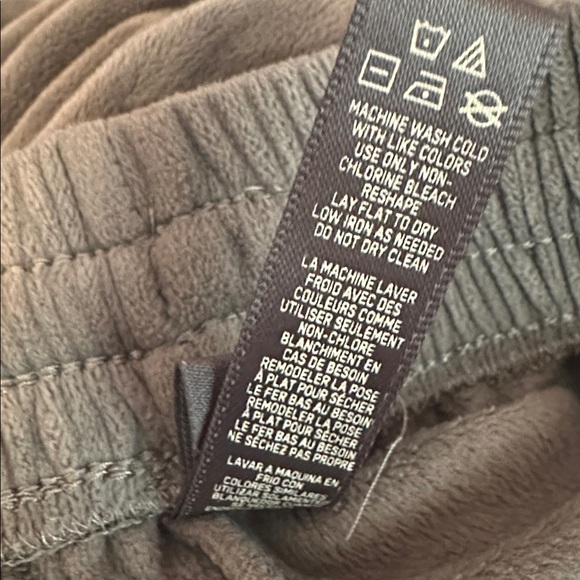 MACHINE WASH COLD
WITH LIKE COLORS
USE ONLY NON-
CHLORINE BLEACH
RESHAPE
LAY FLAT TO DRY
LOW IRON AS NEEDED
DO NOT DRY CLEAN
LA MACHINE LAVER
FROID AVEC DES
COULEURS COMME
UTILISER SEULEMENT
NON-CHLORE
BLANCHIMENT EN
CAS DE BESOIN
REMODELER LA POSE
À PLAT POUR SÉCHER
LE FER BAS AU BESOIN
REMODELER LA POSE
À PLAT POUR SÉCHER
LE FER BAS AU BESOIN
NE SÉCHEZ PAS PROPRE
LAVAR A MAQUINA EN
FRIO CON
COLORES SIMILARES
UTILIZAR SOLAMENTE